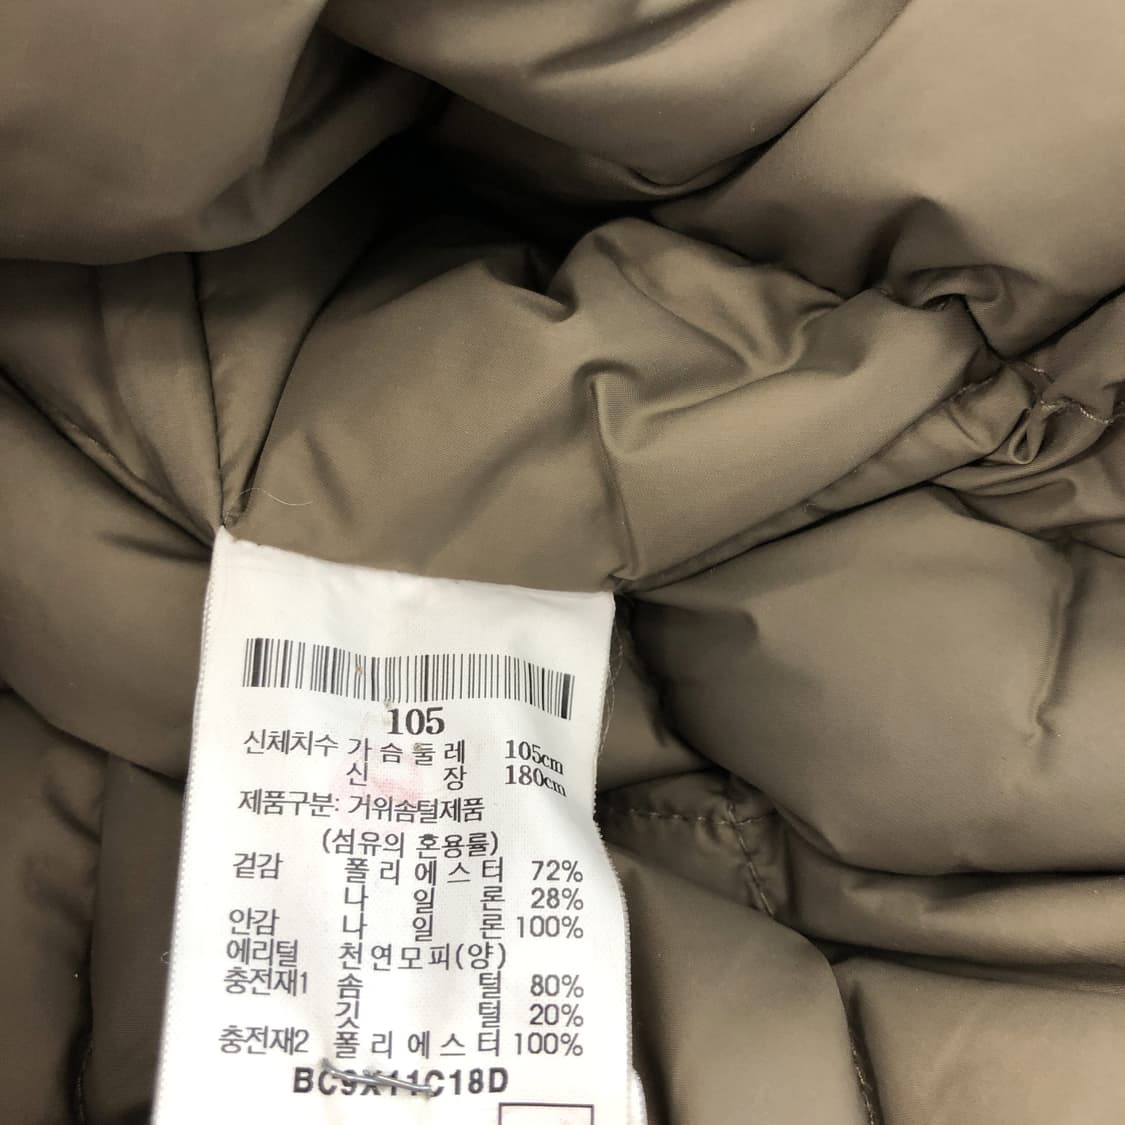 105
신체치수 가슴둘레 105cm
신장 180cm
제품구분: 거위솜털제품
(섬유의 혼용률)
겉감 폴리에스터 72%
나일론 28%
안감 나일론 100%
에리털 천연모피(양)
충전재1 솜털 80%
깃털 20%
충전재2 폴리에스터 100%
BC9X11C18D